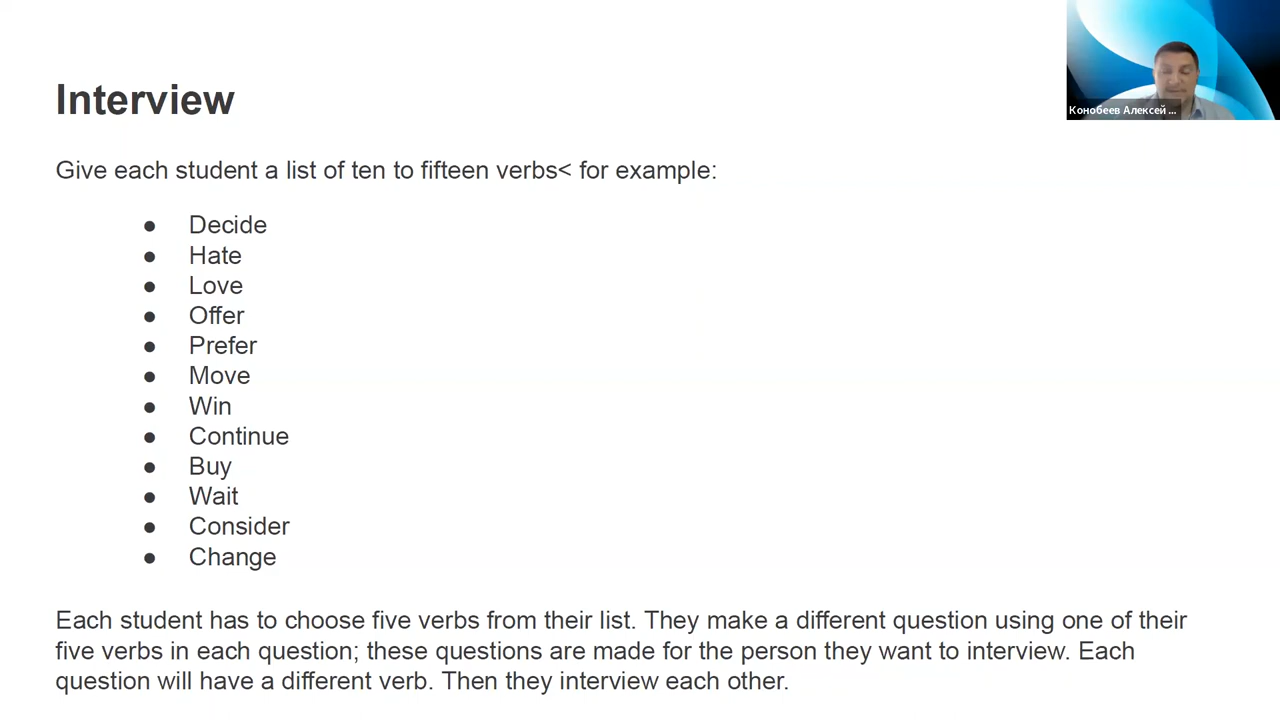 Interview
Конобеев Алексей ...
Give each student a list of ten to fifteen verbs< for example:
● Decide
● Hate
● Love
● Offer
● Prefer
● Move
● Win
● Continue
● Buy
● Wait
● Consider
● Change
Each student has to choose five verbs from their list. They make a different question using one of their
five verbs in each question; these questions are made for the person they want to interview. Each
question will have a different verb. Then they interview each other.